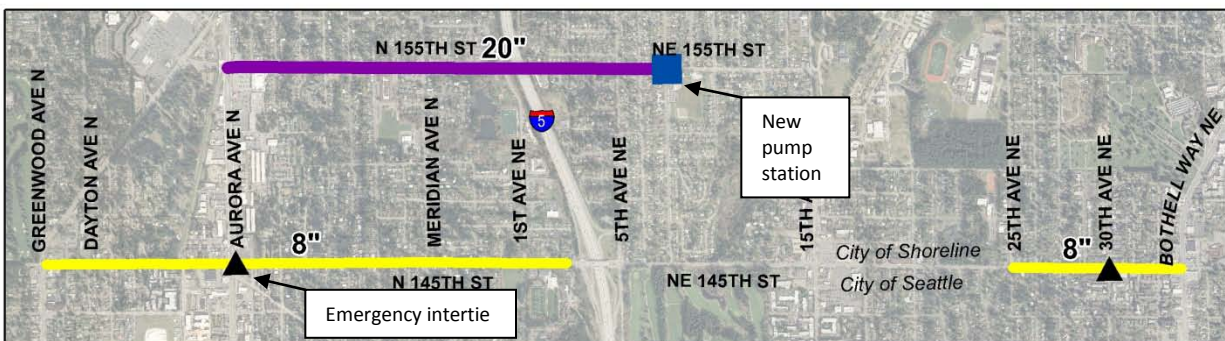 N 155TH ST
20"
NE 155TH ST
GREENWOOD AVE N
DAYTON AVE N
AURORA AVE N
MERIDIAN AVE N
1ST AVE NE
5
5TH AVE NE
New
pump
station
15TH A
25TH AVE NE
30TH AVE NE
BOTHELL WAY NE
8"
8"
City of Shoreline
City of Seattle
N 145TH ST
NE 145TH ST
Emergency intertie